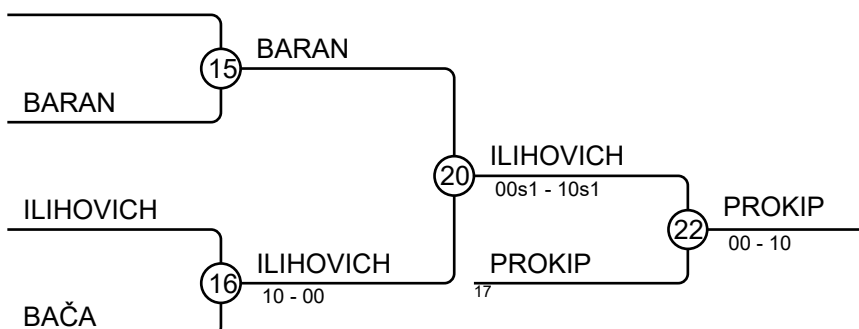 BARAN
15
BARAN
ILIHOVICH
00s1 - 10s1
20
ILIHOVICH
PROKIP
00 - 10
22
ILIHOVICH
10 - 00
16
PROKIP
17
BAČA